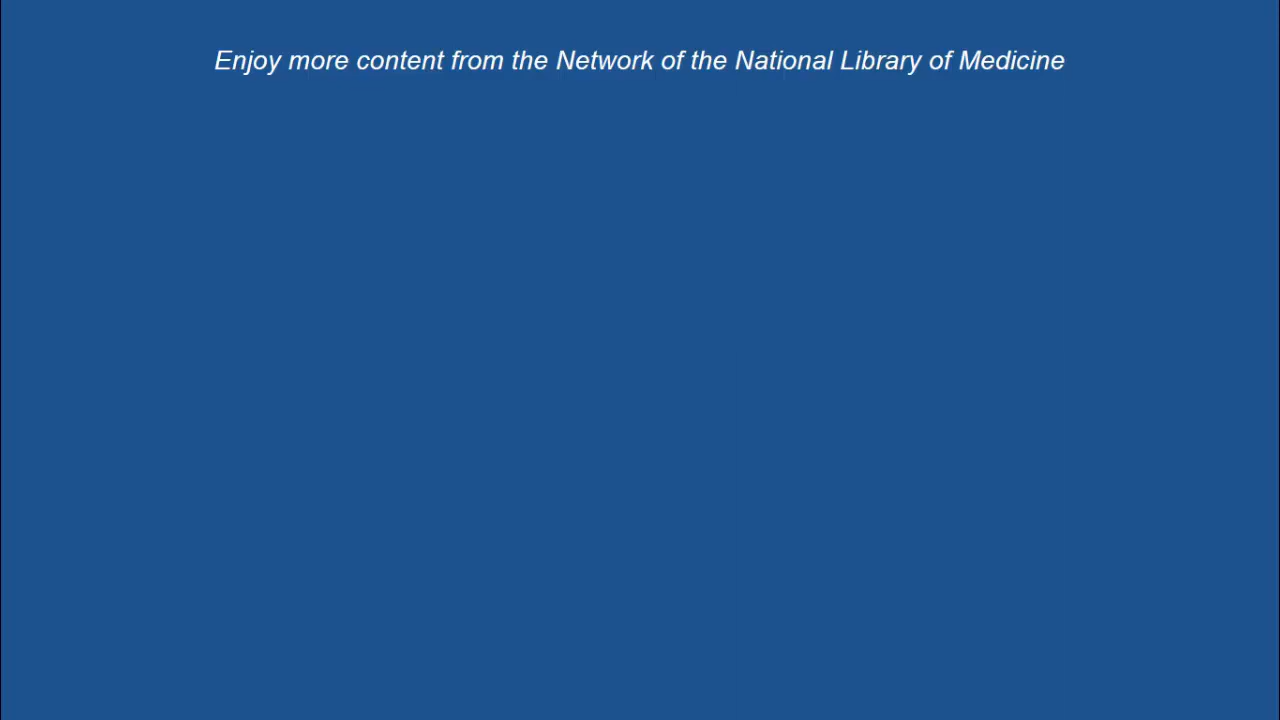 Enjoy more content from the Network of the National Library of Medicine